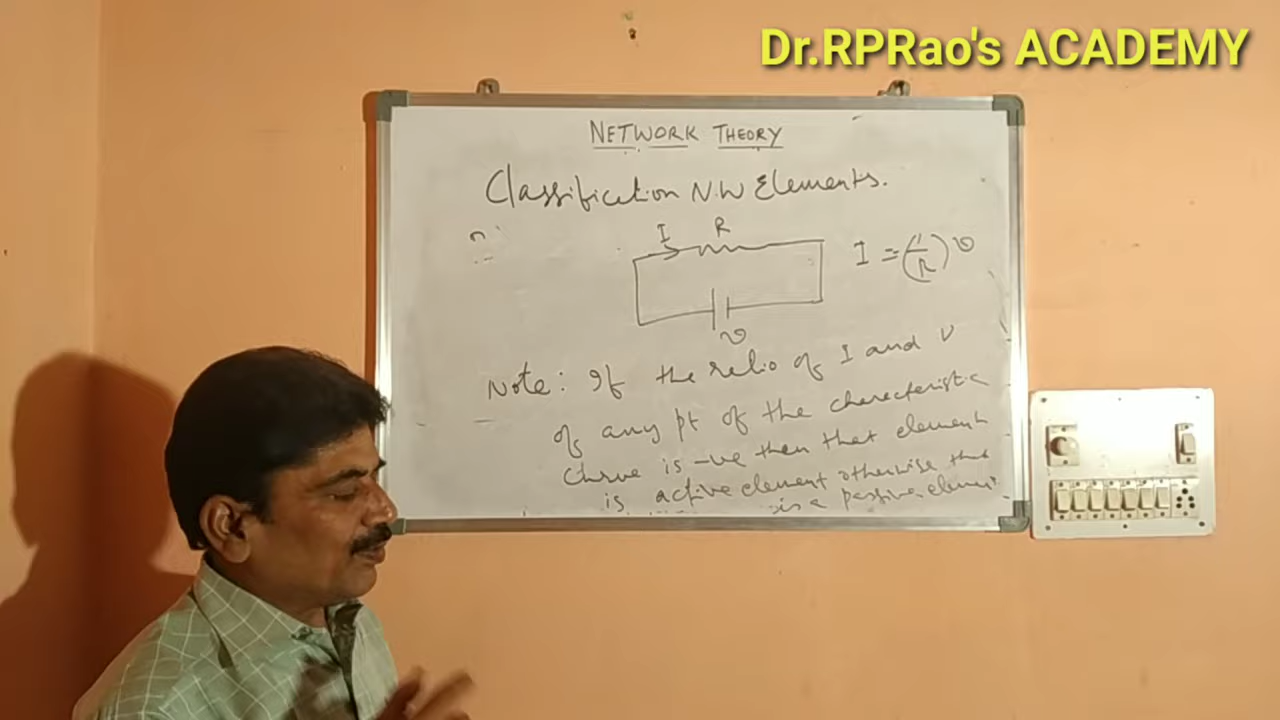 Dr.RPRao's ACADEMY
NETWORK THEORY
Classification N.W Elements.
I R
I = (1/R) v
v
Note: If the ratio of I and V
of any pt of the characteristic
Curve is -ve then that element
is active element otherwise that
is a passive element